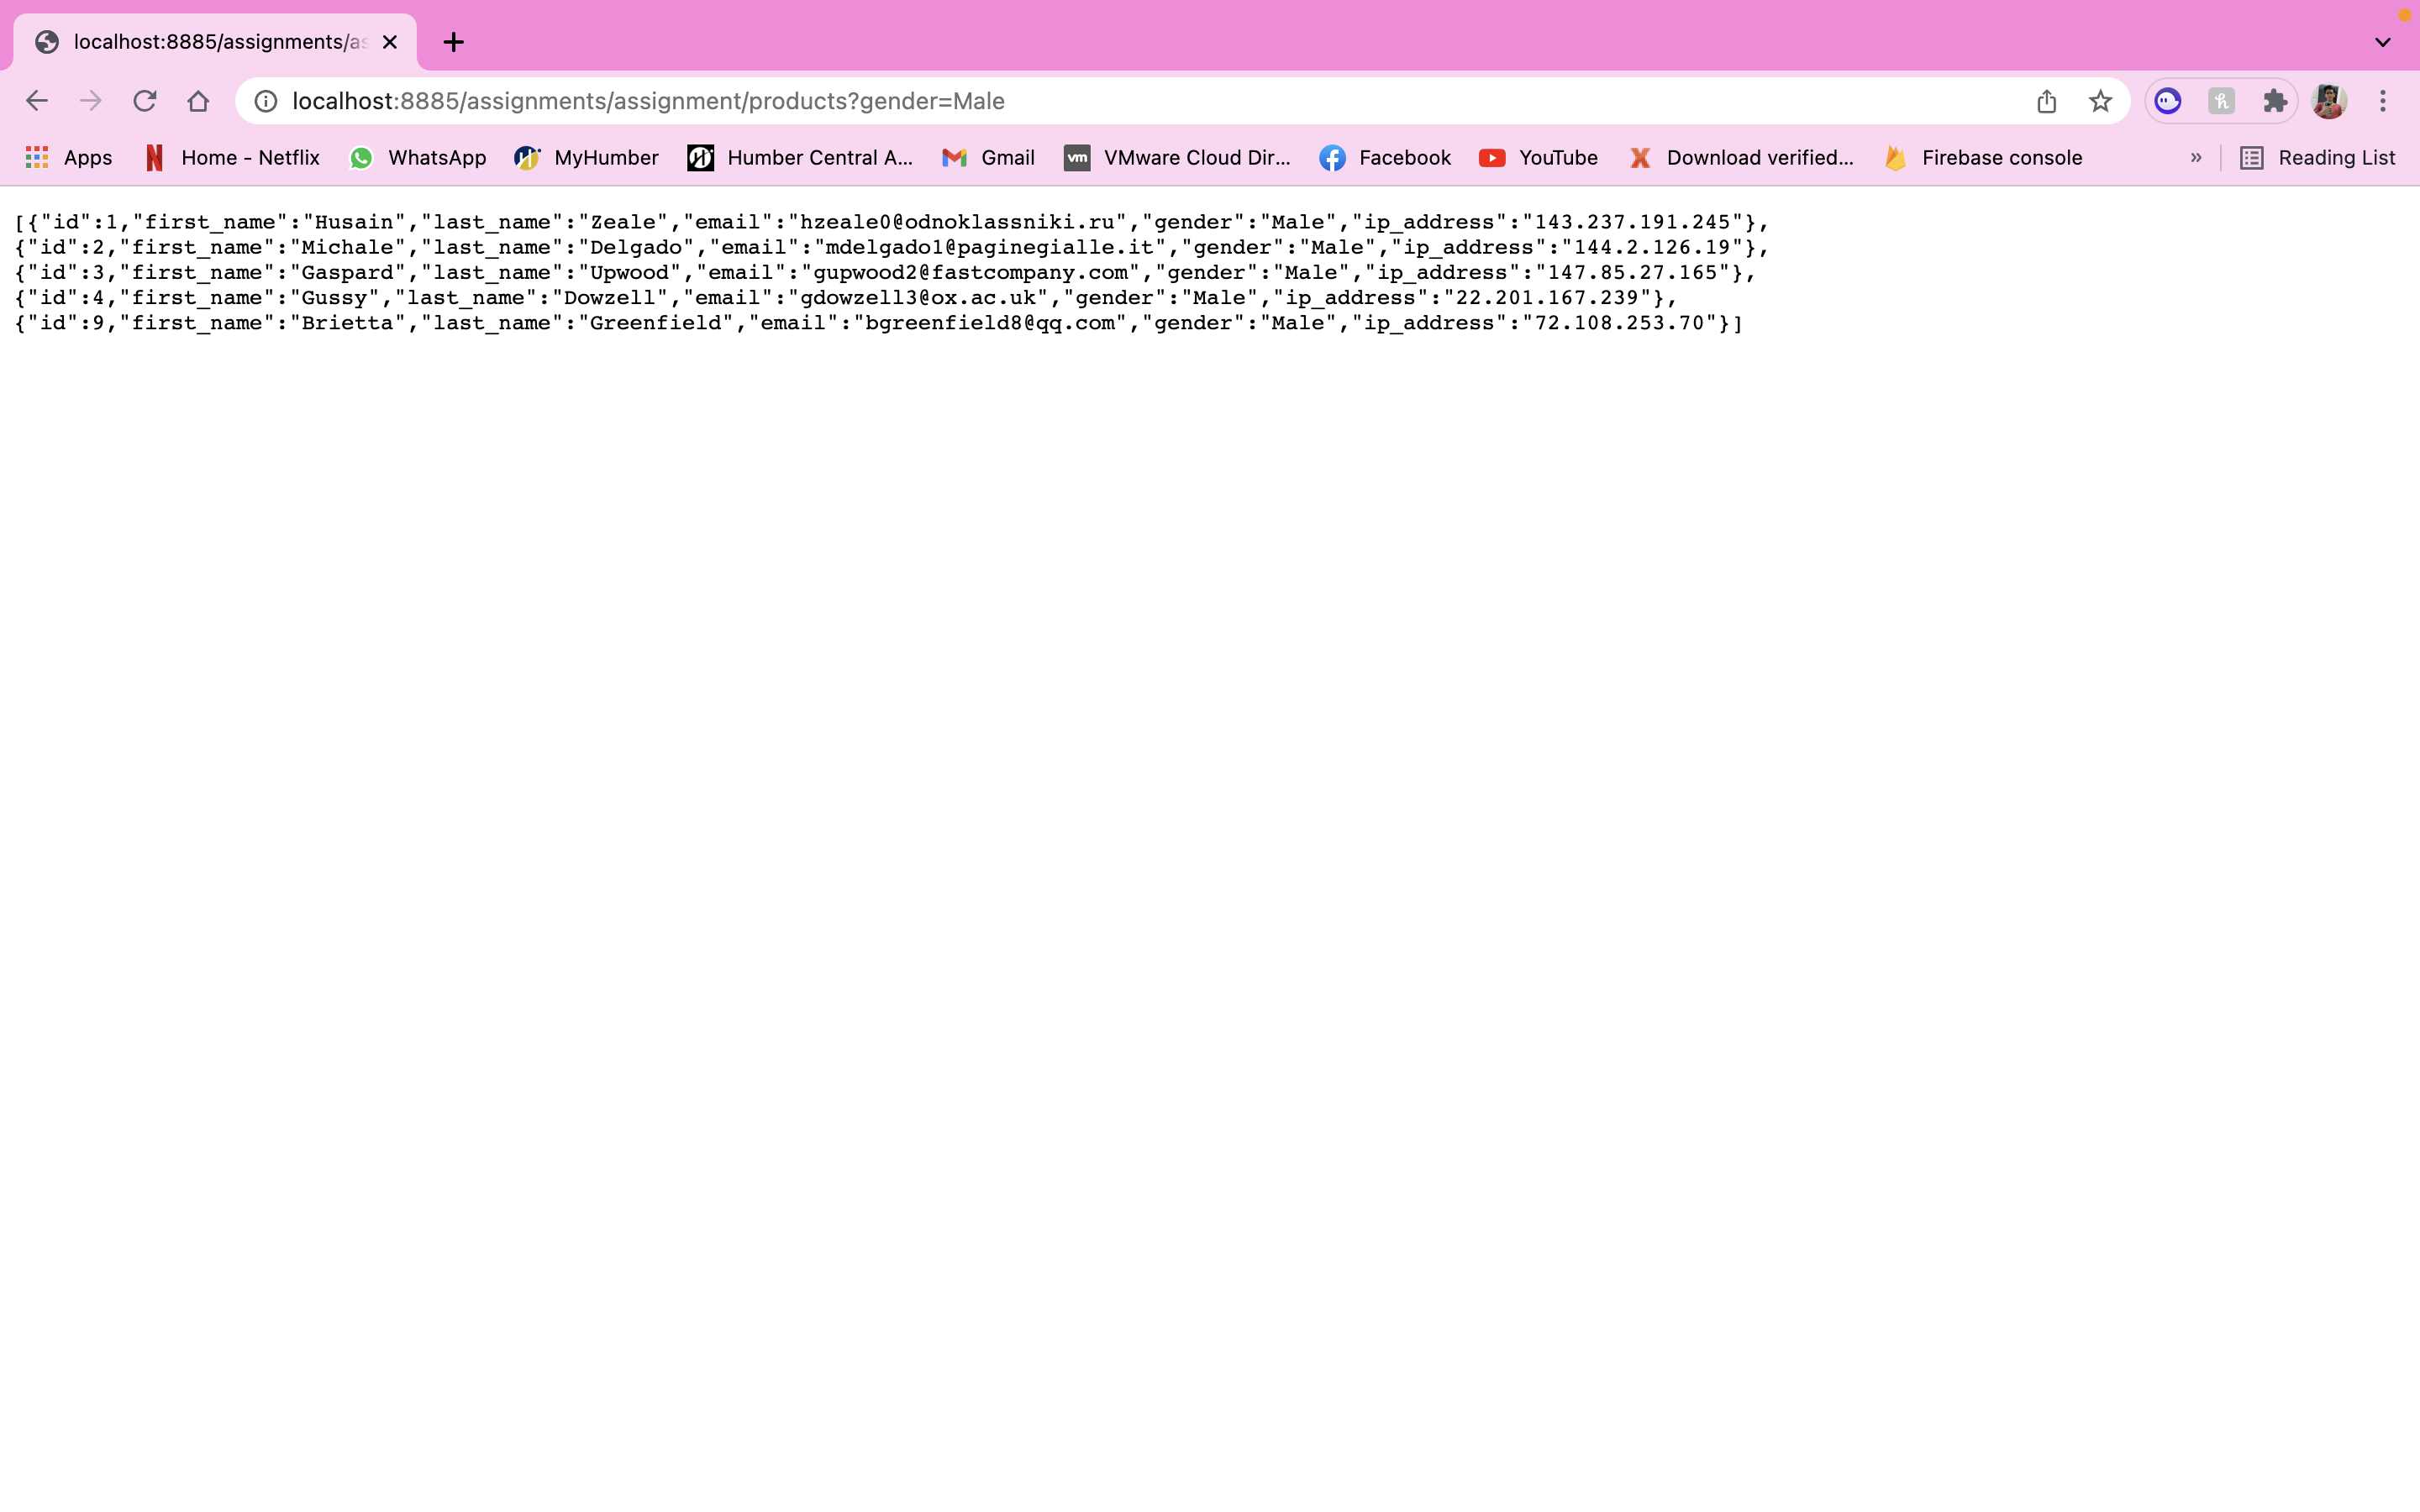 localhost:8885/assignments/as
localhost:8885/assignments/assignment/products?gender=Male
Apps Home - Netflix WhatsApp MyHumber Humber Central A... Gmail vm VMware Cloud Dir... Facebook YouTube Download verified... Firebase console » Reading List
[{"id":1,"first_name":"Husain","last_name":"Zeale","email":"hzeale0@odnoklassniki.ru","gender":"Male","ip_address":"143.237.191.245"},
{"id":2,"first_name":"Michale","last_name":"Delgado","email":"mdelgado1@paginegialle.it","gender":"Male","ip_address":"144.2.126.19"},
{"id":3,"first_name":"Gaspard","last_name":"Upwood","email":"gupwood2@fastcompany.com","gender":"Male","ip_address":"147.85.27.165"},
{"id":4,"first_name":"Gussy","last_name":"Dowzell","email":"gdowzell3@ox.ac.uk","gender":"Male","ip_address":"22.201.167.239"},
{"id":9,"first_name":"Brietta","last_name":"Greenfield","email":"bgreenfield8@qq.com","gender":"Male","ip_address":"72.108.253.70"}]